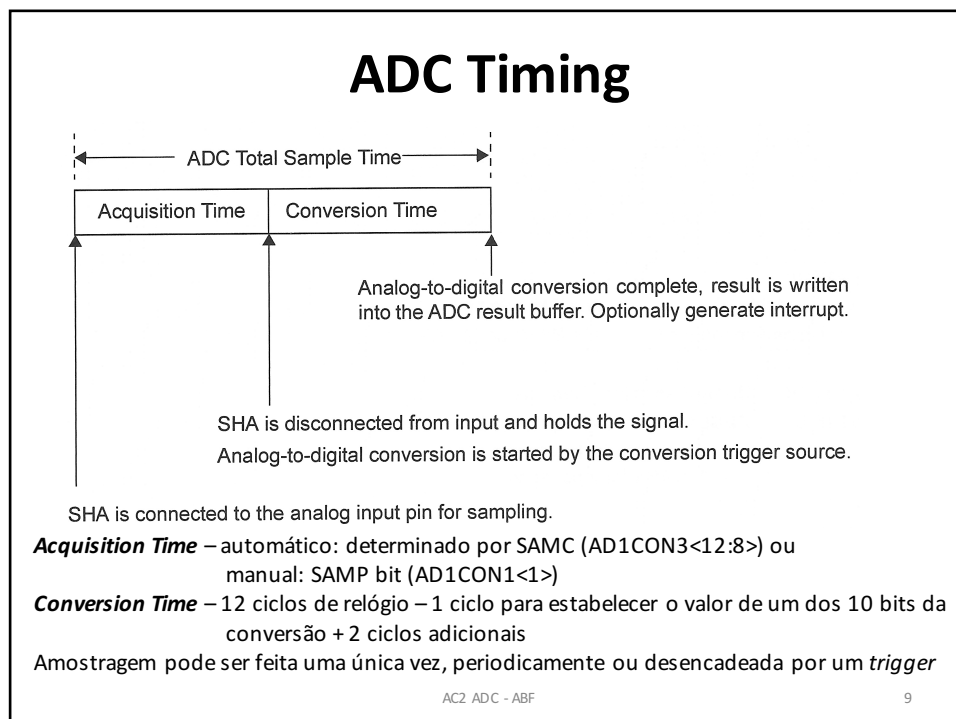 ADC Timing
ADC Total Sample Time
Acquisition Time
Conversion Time
Analog-to-digital conversion complete, result is written
into the ADC result buffer. Optionally generate interrupt.
SHA is disconnected from input and holds the signal.
Analog-to-digital conversion is started by the conversion trigger source.
SHA is connected to the analog input pin for sampling.
Acquisition Time – automático: determinado por SAMC (AD1CON3<12:8>) ou
manual: SAMP bit (AD1CON1<1>)
Conversion Time – 12 ciclos de relógio – 1 ciclo para estabelecer o valor de um dos 10 bits da
conversão + 2 ciclos adicionais
Amostragem pode ser feita uma única vez, periodicamente ou desencadeada por um trigger
AC2 ADC - ABF
9